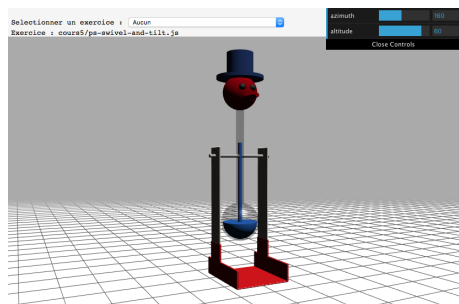 Selectionner un exercice : Aucun
Exercice : cours5/ps-swivel-and-tilt.js
azimuth 160
altitude 60
Close Controls